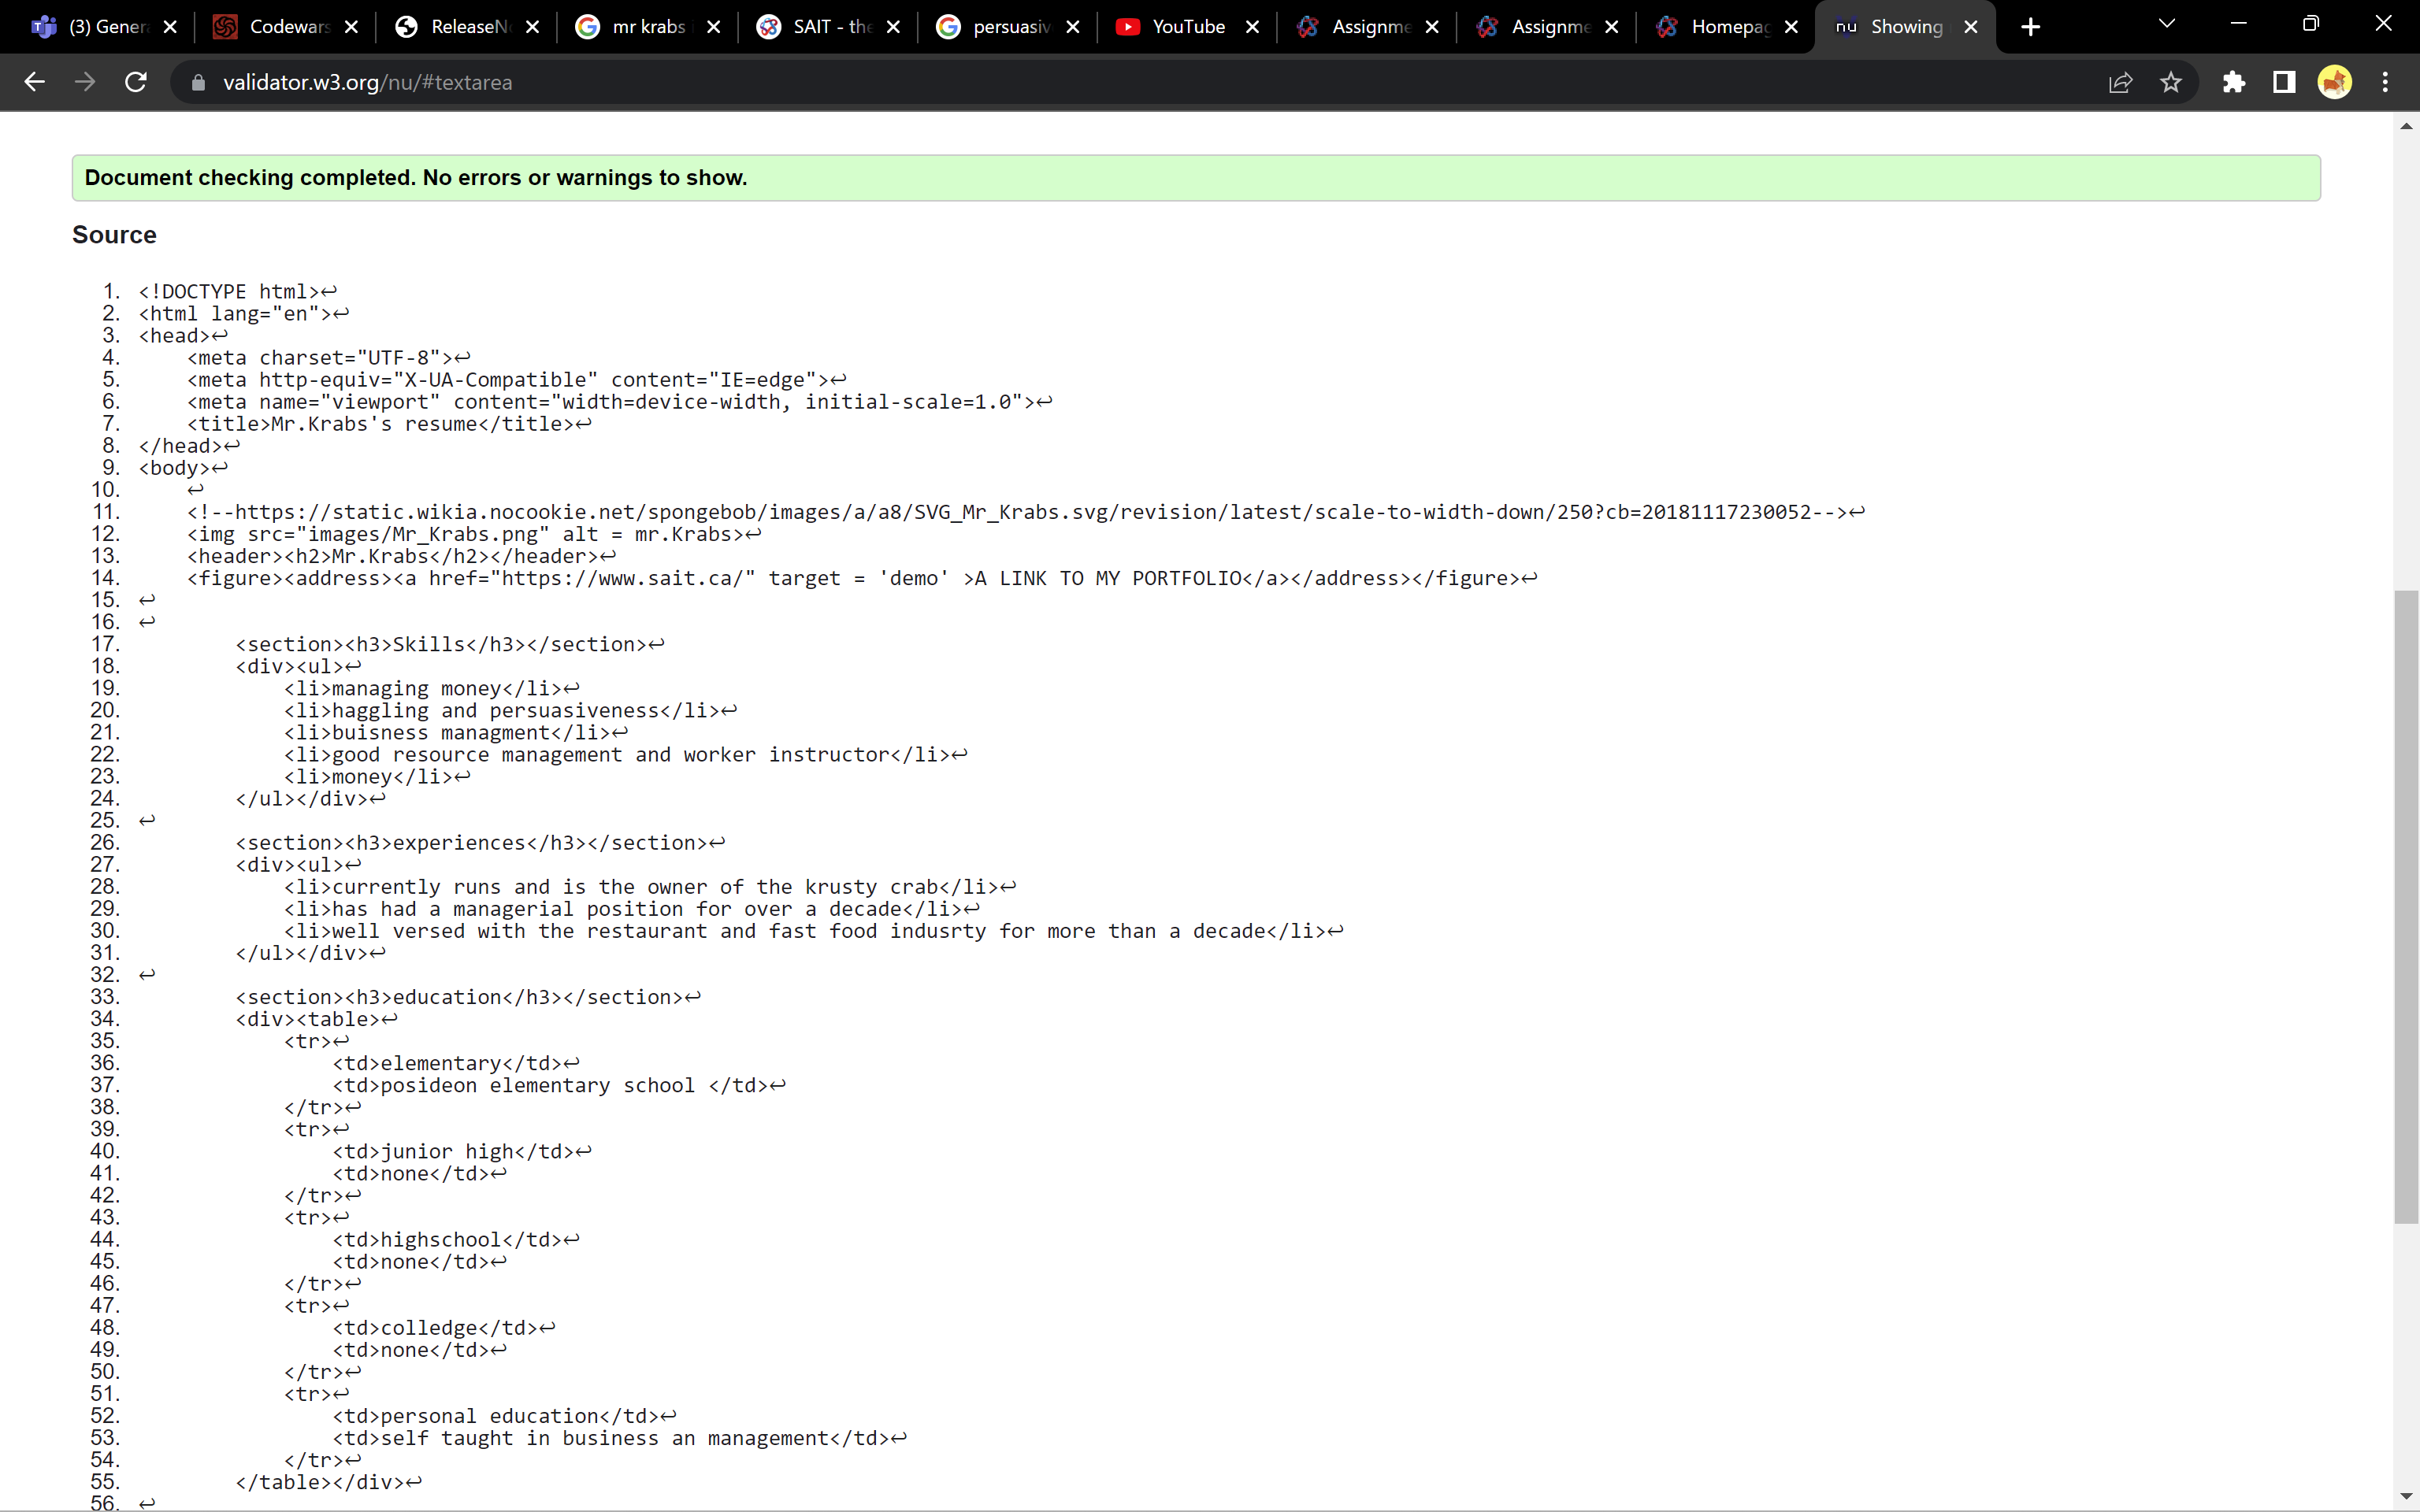 (3) Gener
Codewars
ReleaseN
mr krabs
SAIT - the
persuasiv
YouTube
Assignme
Assignme
Homepag
nu Showing
validator.w3.org/nu/#textarea
Document checking completed. No errors or warnings to show.
Source
1. <!DOCTYPE html>↩
2. <html lang="en">↩
3. <head>↩
4. <meta charset="UTF-8">↩
5. <meta http-equiv="X-UA-Compatible" content="IE=edge">↩
6. <meta name="viewport" content="width=device-width, initial-scale=1.0">↩
7. <title>Mr.Krabs's resume</title>↩
8. </head>↩
9. <body>↩
10. ↩
11. <!--https://static.wikia.nocookie.net/spongebob/images/a/a8/SVG_Mr_Krabs.svg/revision/latest/scale-to-width-down/250?cb=20181117230052-->↩
12. <img src="images/Mr_Krabs.png" alt = mr.Krabs>↩
13. <header><h2>Mr.Krabs</h2></header>↩
14. <figure><address><a href="https://www.sait.ca/" target = 'demo' >A LINK TO MY PORTFOLIO</a></address></figure>↩
15. ↩
16. ↩
17. <section><h3>Skills</h3></section>↩
18. <div><ul>↩
19. <li>managing money</li>↩
20. <li>haggling and persuasiveness</li>↩
21. <li>buisness managment</li>↩
22. <li>good resource management and worker instructor</li>↩
23. <li>money</li>↩
24. </ul></div>↩
25. ↩
26. <section><h3>experiences</h3></section>↩
27. <div><ul>↩
28. <li>currently runs and is the owner of the krusty crab</li>↩
29. <li>has had a managerial position for over a decade</li>↩
30. <li>well versed with the restaurant and fast food indusrty for more than a decade</li>↩
31. </ul></div>↩
32. ↩
33. <section><h3>education</h3></section>↩
34. <div><table>↩
35. <tr>↩
36. <td>elementary</td>↩
37. <td>posideon elementary school </td>↩
38. </tr>↩
39. <tr>↩
40. <td>junior high</td>↩
41. <td>none</td>↩
42. </tr>↩
43. <tr>↩
44. <td>highschool</td>↩
45. <td>none</td>↩
46. </tr>↩
47. <tr>↩
48. <td>colledge</td>↩
49. <td>none</td>↩
50. </tr>↩
51. <tr>↩
52. <td>personal education</td>↩
53. <td>self taught in business an management</td>↩
54. </tr>↩
55. </table></div>↩
56. ↩